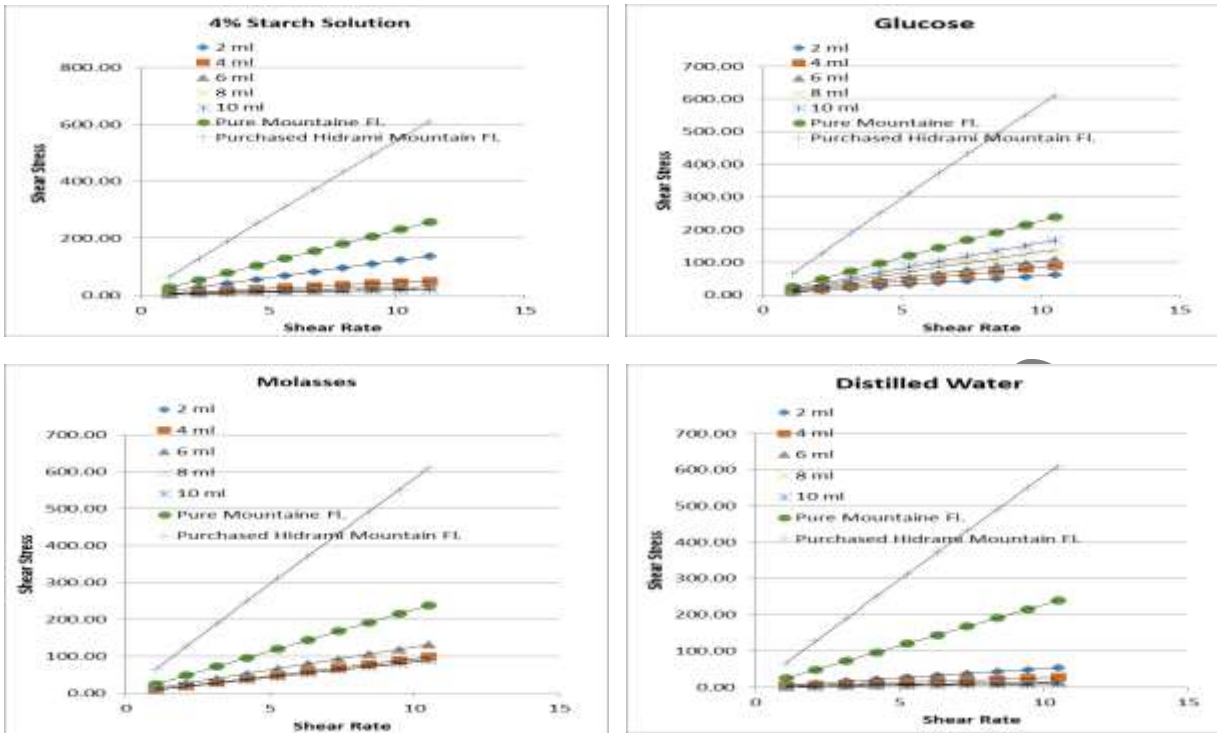 4% Starch Solution
2 ml
4 ml
6 ml
8 ml
10 ml
Pure Mountaine Fl.
Purchased Hidrami Mountain Fl.
800.00
600.00
400.00
200.00
0.00
0
5
10
15
Shear Stress
Shear Rate
Glucose
2 ml
4 ml
6 ml
8 ml
10 ml
Pure Mountaine Fl.
Purchased Hidrami Mountain Fl.
700.00
600.00
500.00
400.00
300.00
200.00
100.00
0.00
0
5
10
15
Shear Stress
Shear Rate
Molasses
2 ml
4 ml
6 ml
8 ml
10 ml
Pure Mountaine Fl.
Purchased Hidrami Mountain Fl.
700.00
600.00
500.00
400.00
300.00
200.00
100.00
0.00
0
5
10
15
Shear Stress
Shear Rate
Distilled Water
2 ml
4 ml
6 ml
8 ml
10 ml
Pure Mountaine Fl.
Purchased Hidrami Mountain Fl.
700.00
600.00
500.00
400.00
300.00
200.00
100.00
0.00
0
5
10
15
Shear Stress
Shear Rate